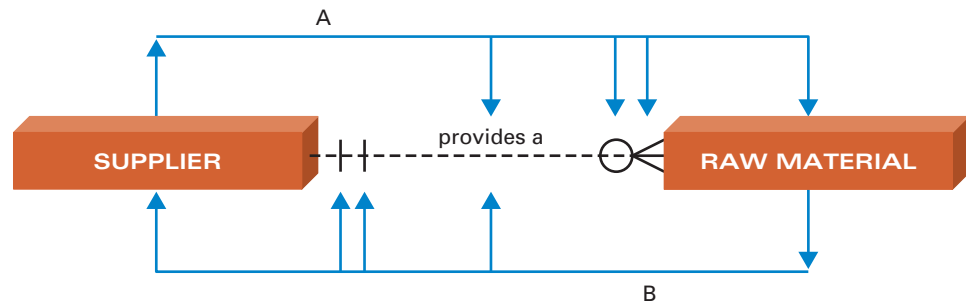 A
provides a
SUPPLIER
RAW MATERIAL
B